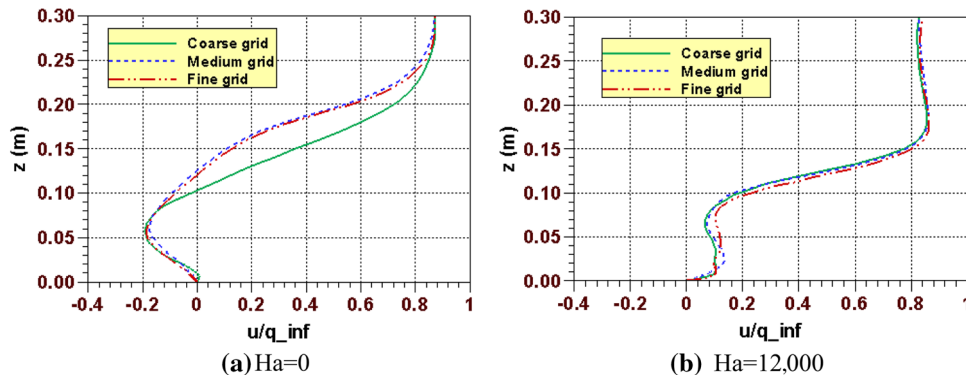 0.30
0.25
0.20
0.15
0.10
0.05
0.00
z (m)
Coarse grid
Medium grid
Fine grid
-0.4 -0.2 0 0.2 0.4 0.6 0.8 1
u/q_inf
(a) Ha=0
0.30
0.25
0.20
0.15
0.10
0.05
0.00
z (m)
Coarse grid
Medium grid
Fine grid
-0.4 -0.2 0 0.2 0.4 0.6 0.8 1
u/q_inf
(b) Ha=12,000